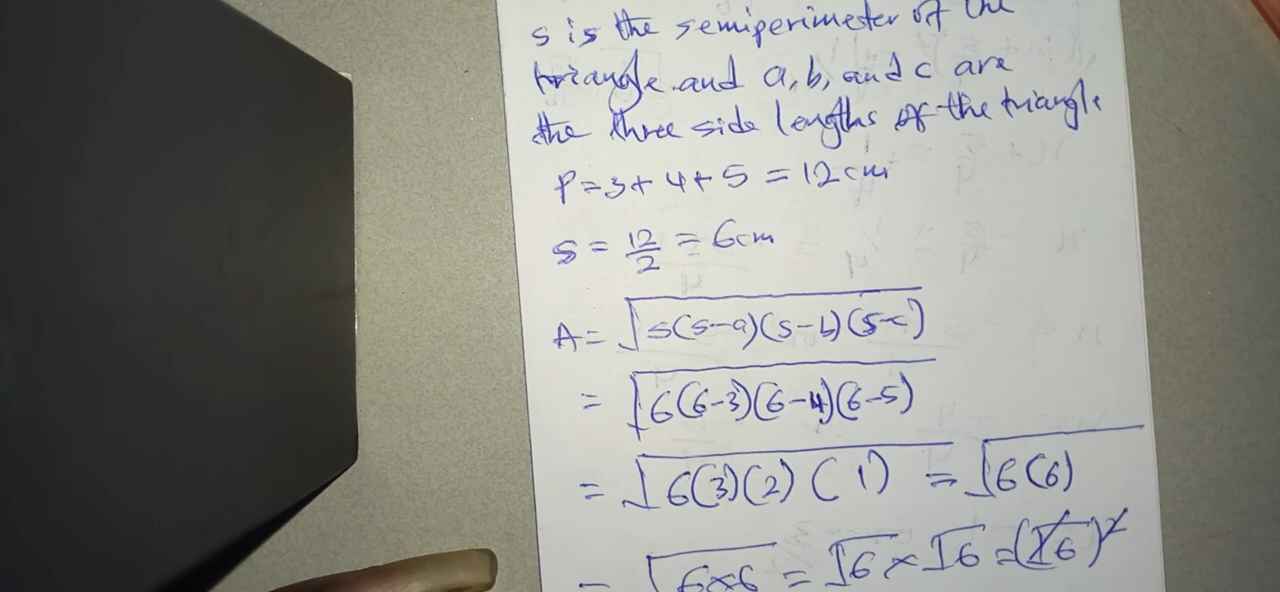 s is the semiperimeter of the
triangle and a, b, and c are
the three side lengths of the triangle
P = 3 + 4 + 5 = 12 cm
s = 12/2 = 6cm
A = √s(s-a)(s-b)(s-c)
= √6(6-3)(6-4)(6-5)
= √6(3)(2)(1) = √6(6)
= √6×6 = √6 × √6 = (√6)²